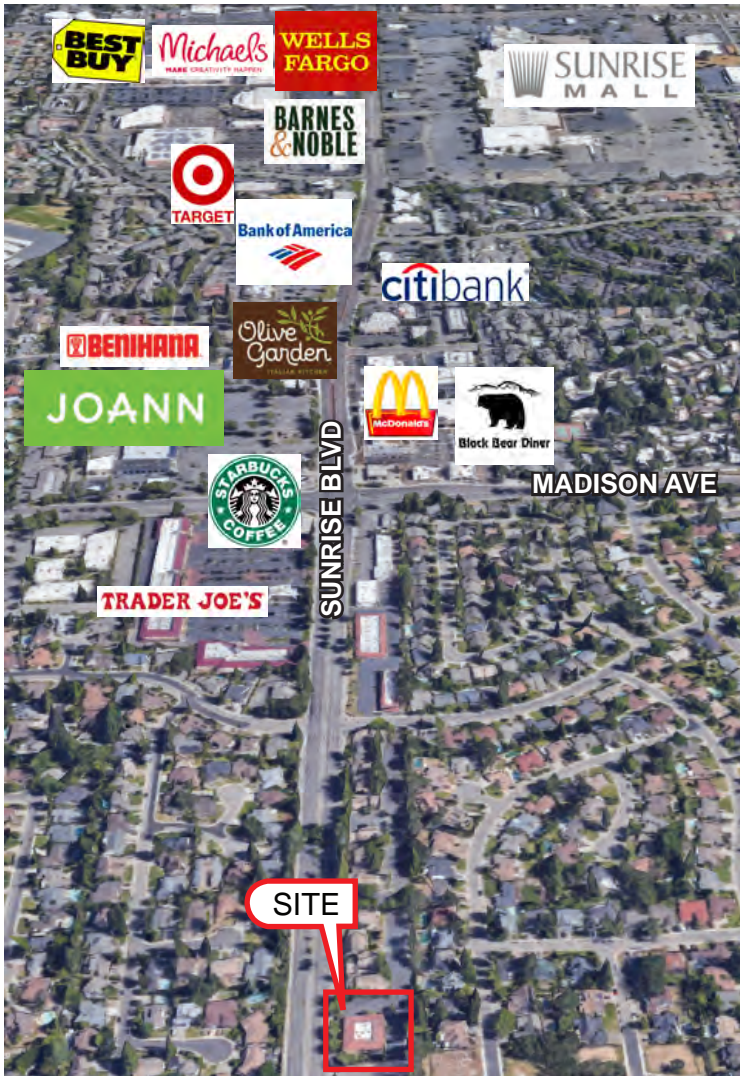 BEST
BUY
Michaels
MAKE CREATIVITY HAPPEN
WELLS
FARGO
SUNRISE
MALL
BARNES
&NOBLE
TARGET
Bank of America
citibank
BENIHANA
Olive
Garden
ITALIAN KITCHEN
JOANN
McDonald's
Black Bear Diner
STARBUCKS
COFFEE
SUNRISE BLVD
MADISON AVE
TRADER JOE'S
SITE